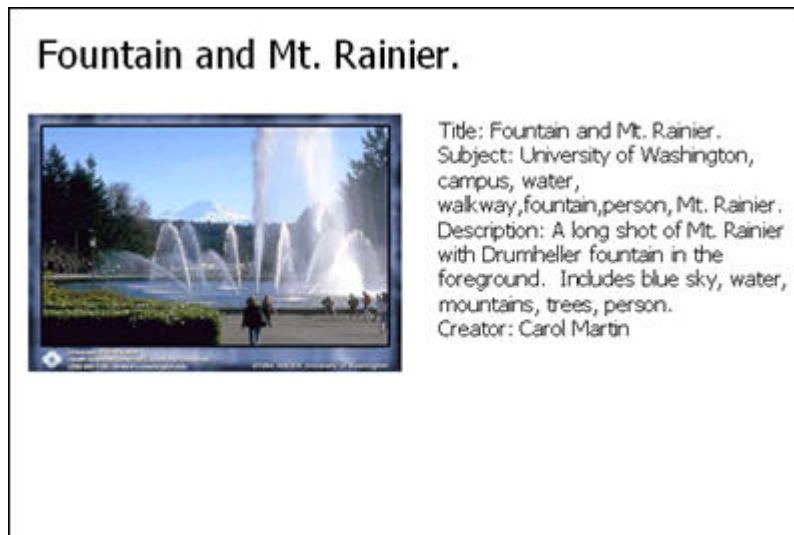 Fountain and Mt. Rainier.
Title: Fountain and Mt. Rainier.
Subject: University of Washington,
campus, water,
walkway,fountain,person, Mt. Rainier.
Description: A long shot of Mt. Rainier
with Drumheller fountain in the
foreground.  Includes blue sky, water,
mountains, trees, person.
Creator: Carol Martin